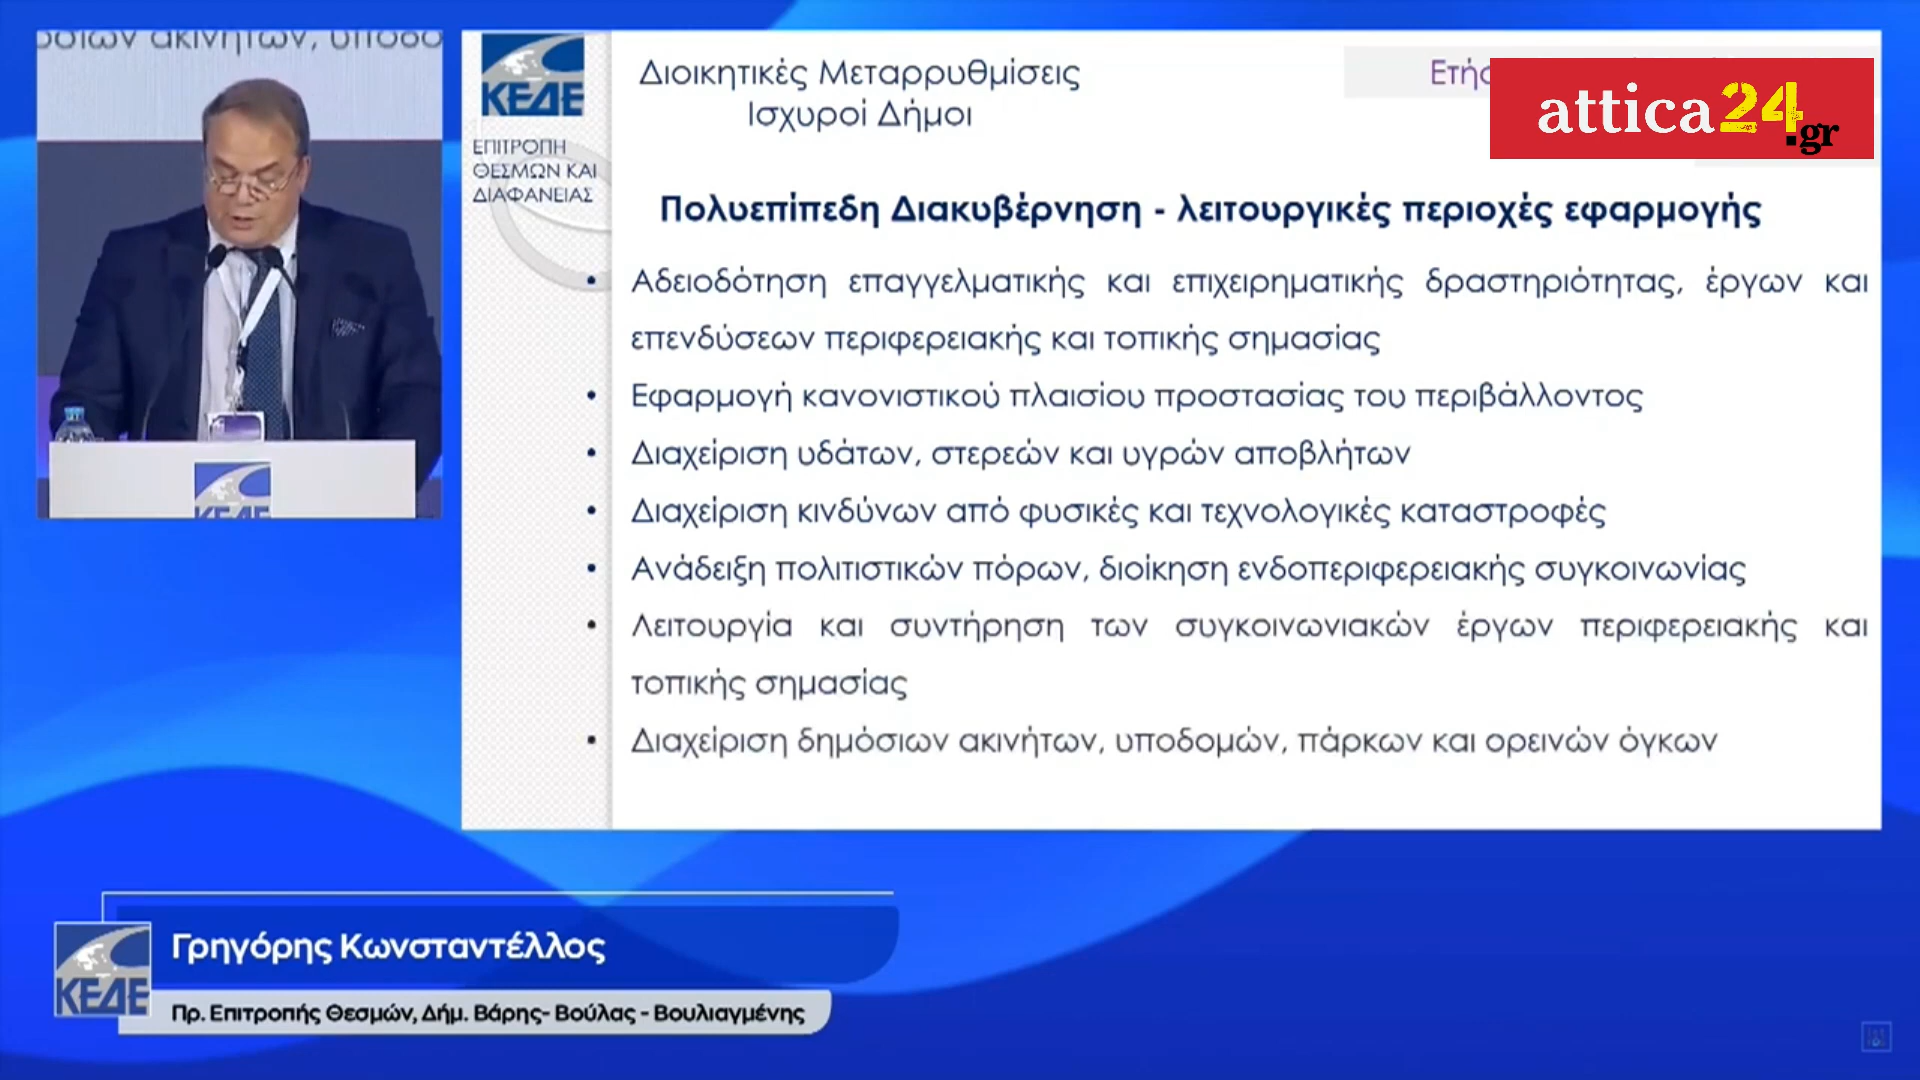 ΚΕΔΕ
ΕΠΙΤΡΟΠΗ
ΘΕΣΜΩΝ ΚΑΙ
ΔΙΑΦΑΝΕΙΑΣ
Διοικητικές Μεταρρυθμίσεις
Ισχυροί Δήμοι
attica24.gr
Πολυεπίπεδη Διακυβέρνηση - λειτουργικές περιοχές εφαρμογής
• Αδειοδότηση επαγγελματικής και επιχειρηματικής δραστηριότητας, έργων και
επενδύσεων περιφερειακής και τοπικής σημασίας
• Εφαρμογή κανονιστικού πλαισίου προστασίας του περιβάλλοντος
• Διαχείριση υδάτων, στερεών και υγρών αποβλήτων
• Διαχείριση κινδύνων από φυσικές και τεχνολογικές καταστροφές
• Ανάδειξη πολιτιστικών πόρων, διοίκηση ενδοπεριφερειακής συγκοινωνίας
• Λειτουργία και συντήρηση των συγκοινωνιακών έργων περιφερειακής και
τοπικής σημασίας
• Διαχείριση δημόσιων ακινήτων, υποδομών, πάρκων και ορεινών όγκων
ΚΕΔΕ
Γρηγόρης Κωνσταντέλλος
ΚΕΔΕ
Πρ. Επιτροπής Θεσμών, Δήμ. Βάρης- Βούλας - Βουλιαγμένης